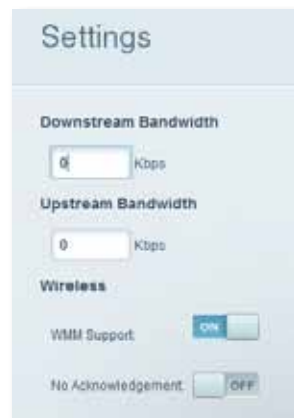 Settings
Downstream Bandwidth
0 Kbps
Upstream Bandwidth
0 Kbps
Wireless
WMM Support ON
No Acknowledgement OFF